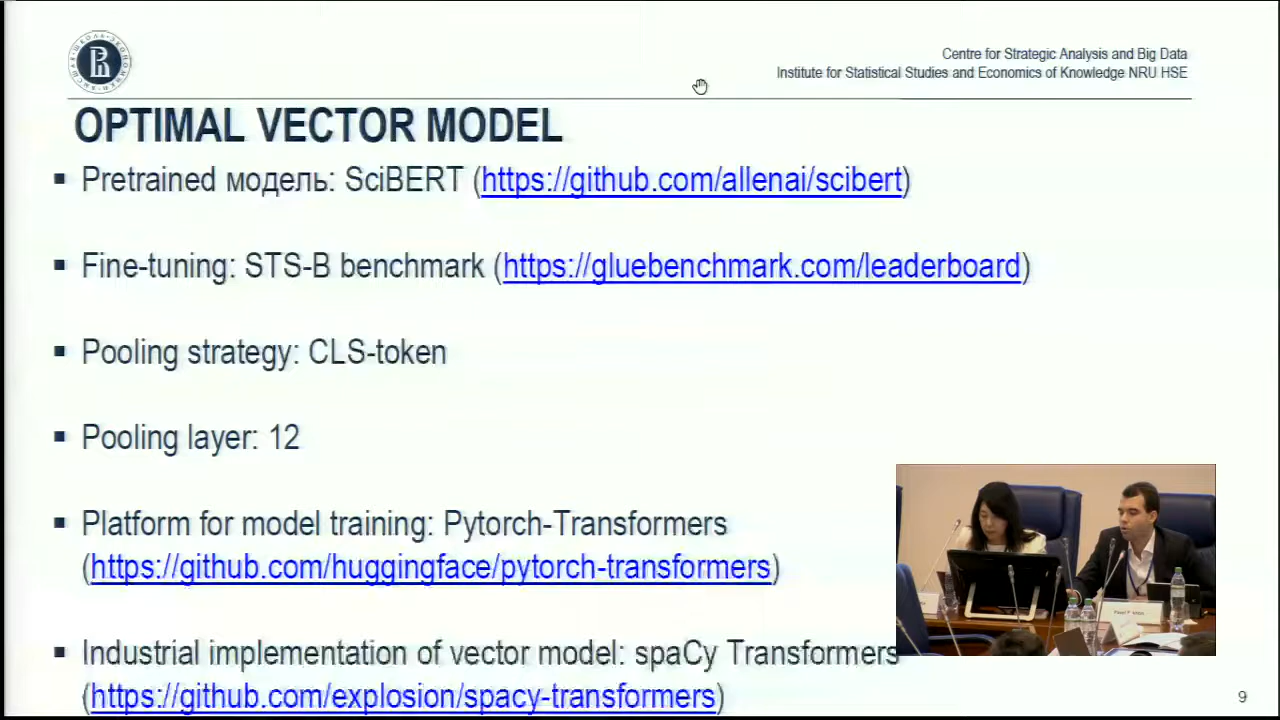 Centre for Strategic Analysis and Big Data
Institute for Statistical Studies and Economics of Knowledge NRU HSE
OPTIMAL VECTOR MODEL
▪ Pretrained модель: SciBERT (https://github.com/allenai/scibert)
▪ Fine-tuning: STS-B benchmark (https://gluebenchmark.com/leaderboard)
▪ Pooling strategy: CLS-token
▪ Pooling layer: 12
▪ Platform for model training: Pytorch-Transformers
(https://github.com/huggingface/pytorch-transformers)
▪ Industrial implementation of vector model: spaCy Transformers
(https://github.com/explosion/spacy-transformers)
9